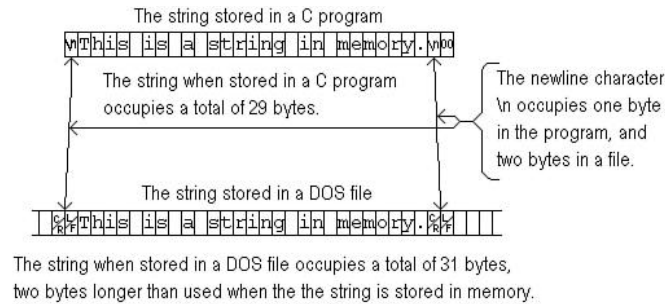 The string stored in a C program
\nThis is a string in memory.\n00
The string when stored in a C program
occupies a total of 29 bytes.
The newline character
\n occupies one byte
in the program, and
two bytes in a file.
The string stored in a DOS file
CR LF This is a string in memory. CR LF
The string when stored in a DOS file occupies a total of 31 bytes,
two bytes longer than used when the the string is stored in memory.